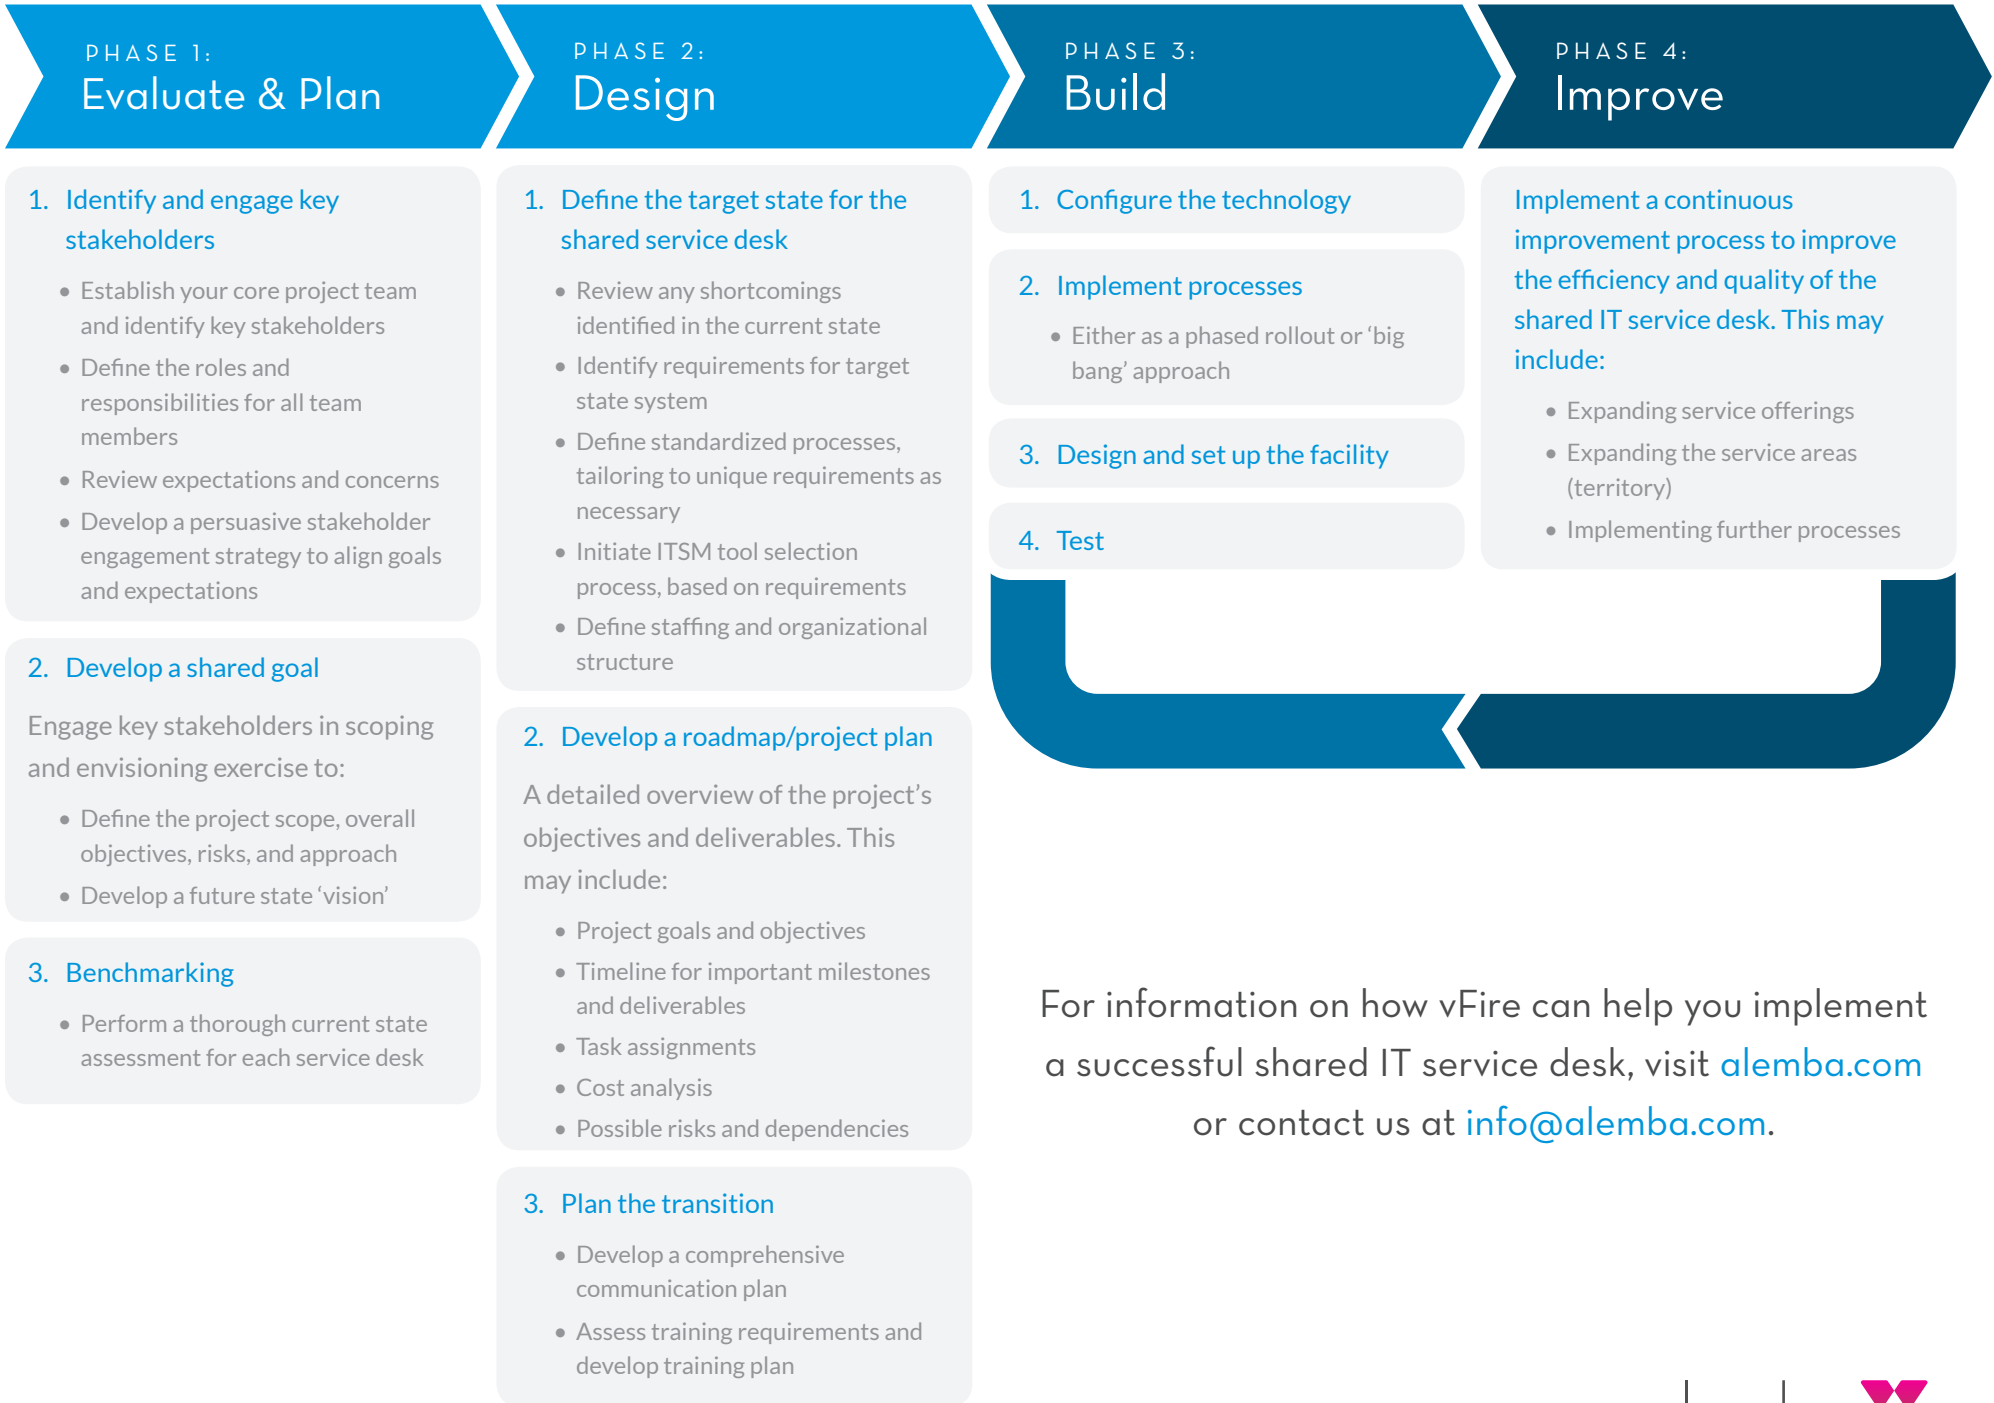 PHASE 1:
Evaluate & Plan
1. Identify and engage key
stakeholders
• Establish your core project team
and identify key stakeholders
• Define the roles and
responsibilities for all team
members
• Review expectations and concerns
• Develop a persuasive stakeholder
engagement strategy to align goals
and expectations
2. Develop a shared goal
Engage key stakeholders in scoping
and envisioning exercise to:
• Define the project scope, overall
objectives, risks, and approach
• Develop a future state ‘vision’
3. Benchmarking
• Perform a thorough current state
assessment for each service desk
PHASE 2:
Design
1. Define the target state for the
shared service desk
• Review any shortcomings
identified in the current state
• Identify requirements for target
state system
• Define standardized processes,
tailoring to unique requirements as
necessary
• Initiate ITSM tool selection
process, based on requirements
• Define staffing and organizational
structure
2. Develop a roadmap/project plan
A detailed overview of the project’s
objectives and deliverables. This
may include:
• Project goals and objectives
• Timeline for important milestones
and deliverables
• Task assignments
• Cost analysis
• Possible risks and dependencies
3. Plan the transition
• Develop a comprehensive
communication plan
• Assess training requirements and
develop training plan
PHASE 3:
Build
1. Configure the technology
2. Implement processes
• Either as a phased rollout or ‘big
bang’ approach
3. Design and set up the facility
4. Test
PHASE 4:
Improve
Implement a continuous
improvement process to improve
the efficiency and quality of the
shared IT service desk. This may
include:
• Expanding service offerings
• Expanding the service areas
(territory)
• Implementing further processes
For information on how vFire can help you implement
a successful shared IT service desk, visit alemba.com
or contact us at info@alemba.com.